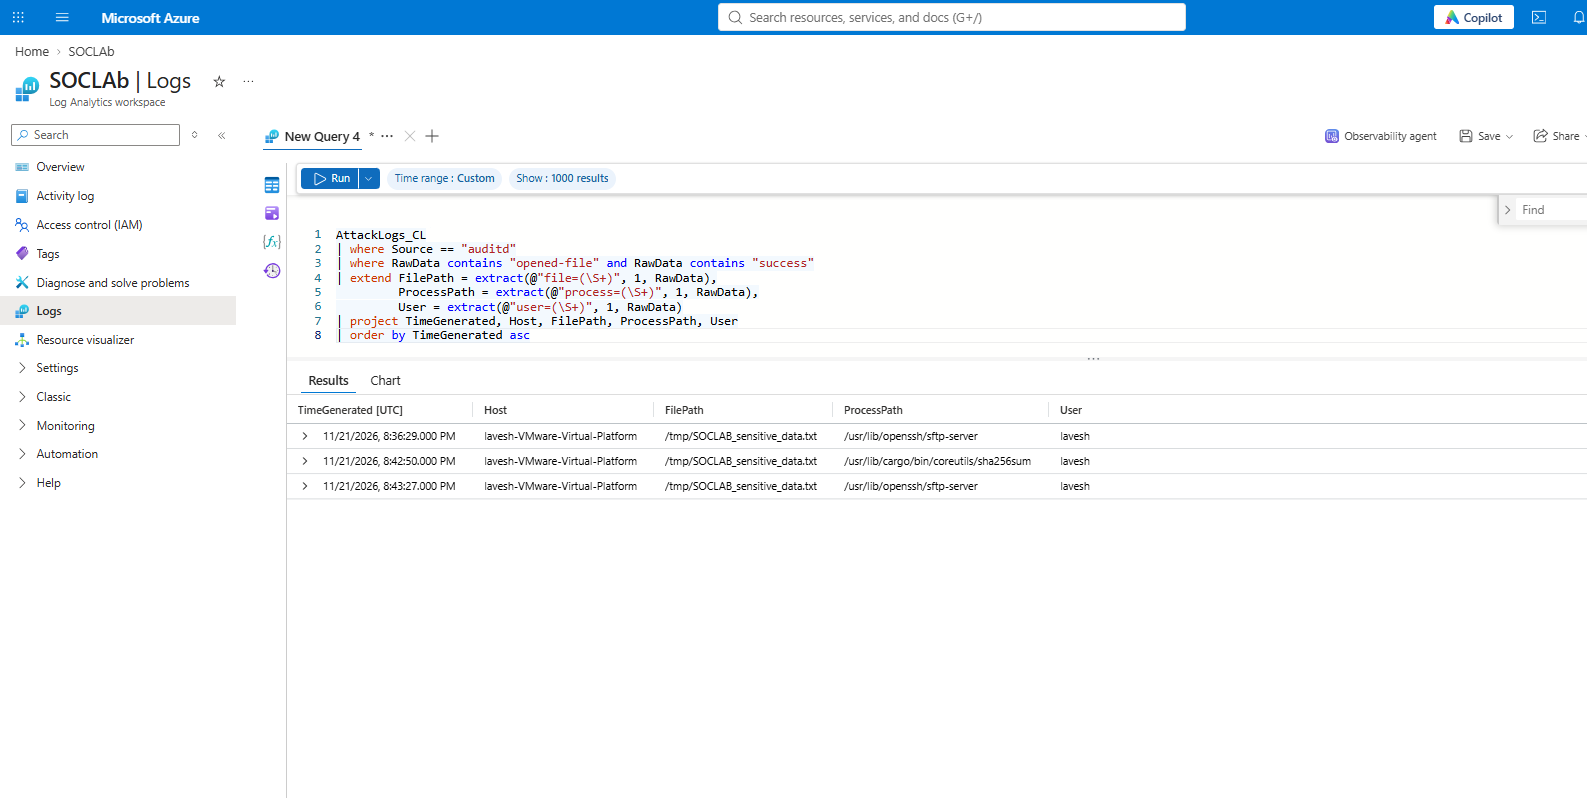 Microsoft Azure
Search resources, services, and docs (G+/)
Copilot
Home > SOCLAb
SOCLAb | Logs
Log Analytics workspace
Search
Overview
Activity log
Access control (IAM)
Tags
Diagnose and solve problems
Logs
Resource visualizer
Settings
Classic
Monitoring
Automation
Help
New Query 4 *
Observability agent
Save
Share
Run
Time range : Custom
Show : 1000 results
Find
1 AttackLogs_CL
2 | where Source == "auditd"
3 | where RawData contains "opened-file" and RawData contains "success"
4 | extend FilePath = extract(@"file=(\S+)", 1, RawData),
5 ProcessPath = extract(@"process=(\S+)", 1, RawData),
6 User = extract(@"user=(\S+)", 1, RawData)
7 | project TimeGenerated, Host, FilePath, ProcessPath, User
8 | order by TimeGenerated asc
Results Chart
TimeGenerated [UTC] Host FilePath ProcessPath User
11/21/2026, 8:36:29.000 PM lavesh-VMware-Virtual-Platform /tmp/SOCLAB_sensitive_data.txt /usr/lib/openssh/sftp-server lavesh
11/21/2026, 8:42:50.000 PM lavesh-VMware-Virtual-Platform /tmp/SOCLAB_sensitive_data.txt /usr/lib/cargo/bin/coreutils/sha256sum lavesh
11/21/2026, 8:43:27.000 PM lavesh-VMware-Virtual-Platform /tmp/SOCLAB_sensitive_data.txt /usr/lib/openssh/sftp-server lavesh